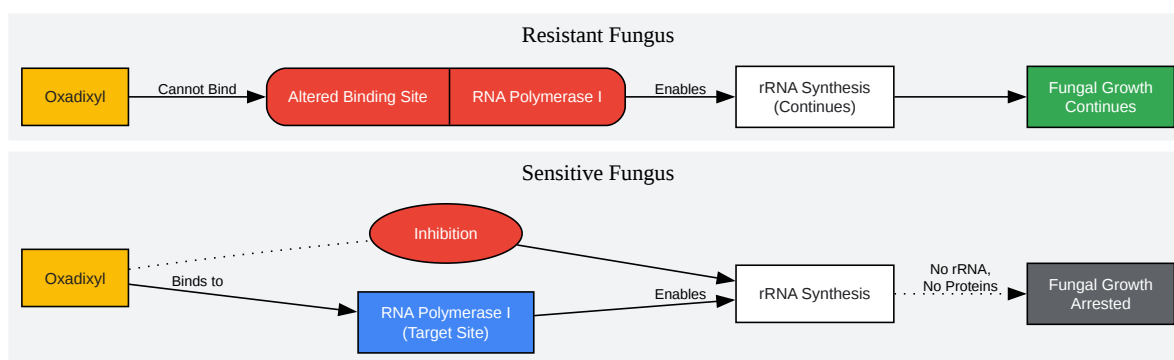 Resistant Fungus
Oxadixyl
Cannot Bind
Altered Binding Site
RNA Polymerase I
Enables
rRNA Synthesis
(Continues)
Fungal Growth
Continues
Sensitive Fungus
Oxadixyl
Inhibition
Binds to
RNA Polymerase I
(Target Site)
Enables
rRNA Synthesis
No rRNA,
No Proteins
Fungal Growth
Arrested